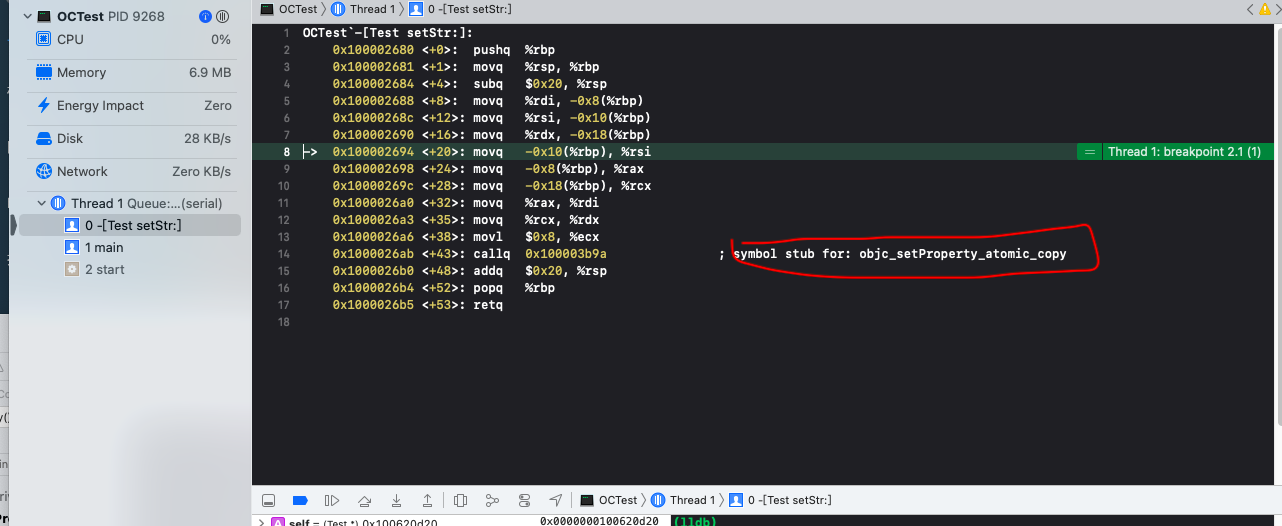 OCTest PID 9268
CPU 0%
Memory 6.9 MB
Energy Impact Zero
Disk 28 KB/s
Network Zero KB/s
Thread 1 Queue:...(serial)
0 -[Test setStr:]
1 main
2 start
OCTest Thread 1 0 -[Test setStr:]
1 OCTest`-[Test setStr:]:
2 0x100002680 <+0>: pushq %rbp
3 0x100002681 <+1>: movq %rsp, %rbp
4 0x100002684 <+4>: subq $0x20, %rsp
5 0x100002688 <+8>: movq %rdi, -0x8(%rbp)
6 0x10000268c <+12>: movq %rsi, -0x10(%rbp)
7 0x100002690 <+16>: movq %rdx, -0x18(%rbp)
8 -> 0x100002694 <+20>: movq -0x10(%rbp), %rsi = Thread 1: breakpoint 2.1 (1)
9 0x100002698 <+24>: movq -0x8(%rbp), %rax
10 0x10000269c <+28>: movq -0x18(%rbp), %rcx
11 0x1000026a0 <+32>: movq %rax, %rdi
12 0x1000026a3 <+35>: movq %rcx, %rdx
13 0x1000026a6 <+38>: movl $0x8, %ecx
14 0x1000026ab <+43>: callq 0x100003b9a ; symbol stub for: objc_setProperty_atomic_copy
15 0x1000026b0 <+48>: addq $0x20, %rsp
16 0x1000026b4 <+52>: popq %rbp
17 0x1000026b5 <+53>: retq
18
OCTest Thread 1 0 -[Test setStr:]
A self = (Test *) 0x100620d20 0x0000000100620d20 (lldb)